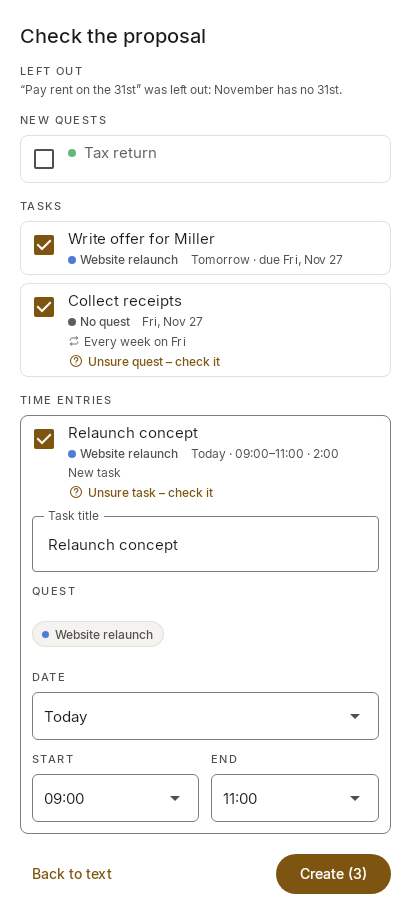 Check the proposal
LEFT OUT
“Pay rent on the 31st” was left out: November has no 31st.
NEW QUESTS
Tax return
TASKS
Write offer for Miller
Website relaunch Tomorrow · due Fri, Nov 27
Collect receipts
No quest Fri, Nov 27
Every week on Fri
Unsure quest – check it
TIME ENTRIES
Relaunch concept
Website relaunch Today · 09:00–11:00 · 2:00
New task
Unsure task – check it
Task title
Relaunch concept
QUEST
Website relaunch
DATE
Today
START END
09:00 11:00
Back to text Create (3)